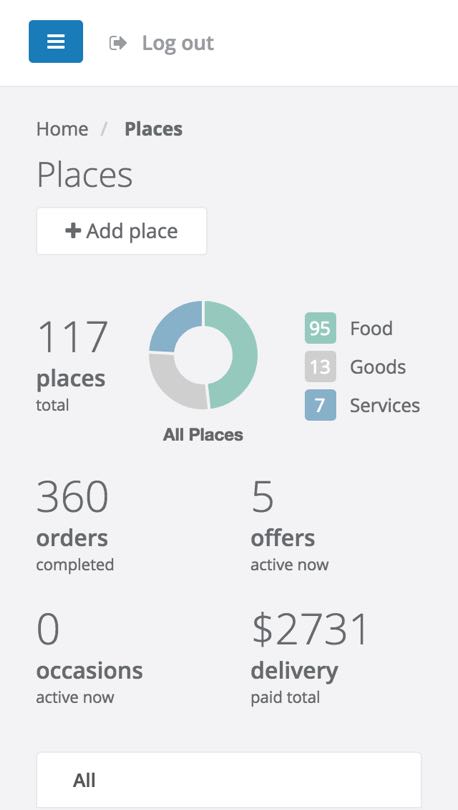 Log out
Home / Places
Places
Add place
117
places
total
All Places
95 Food
13 Goods
7 Services
360
orders
completed
5
offers
active now
0
occasions
active now
$2731
delivery
paid total
All